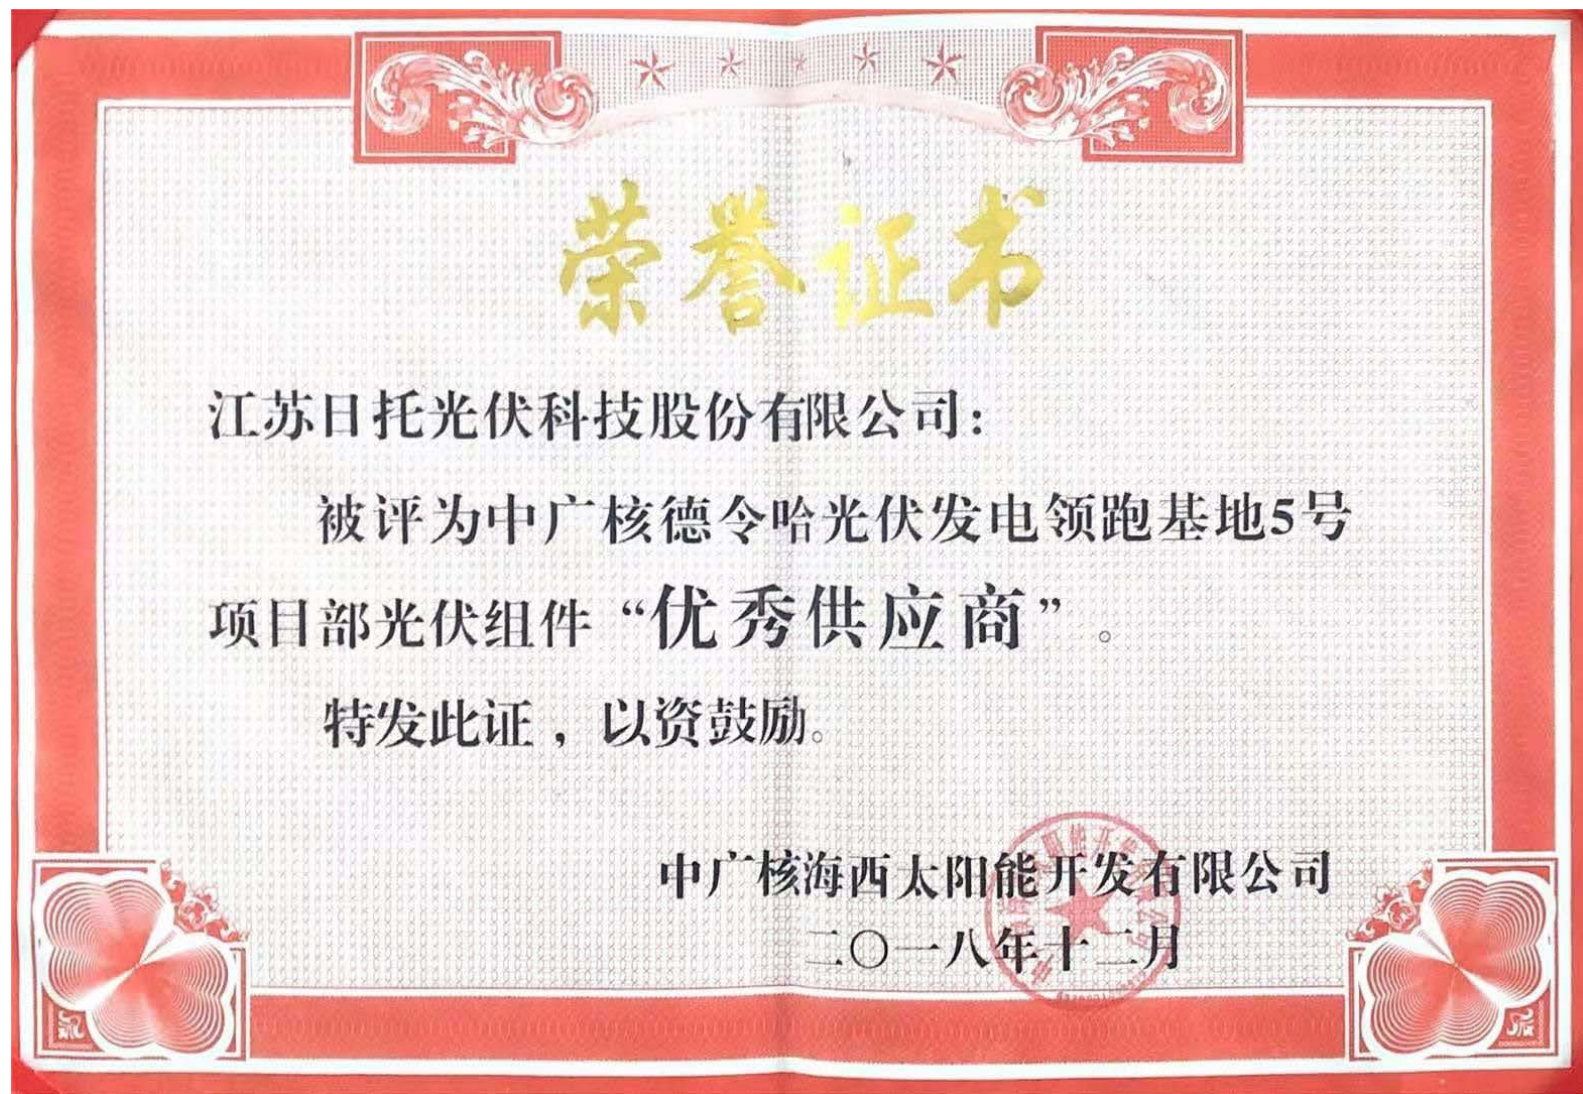 荣誉证书
江苏日托光伏科技股份有限公司：
被评为中广核德令哈光伏发电领跑基地5号
项目部光伏组件“优秀供应商”。
特发此证，以资鼓励。
中广核海西太阳能开发有限公司
二〇一八年十二月